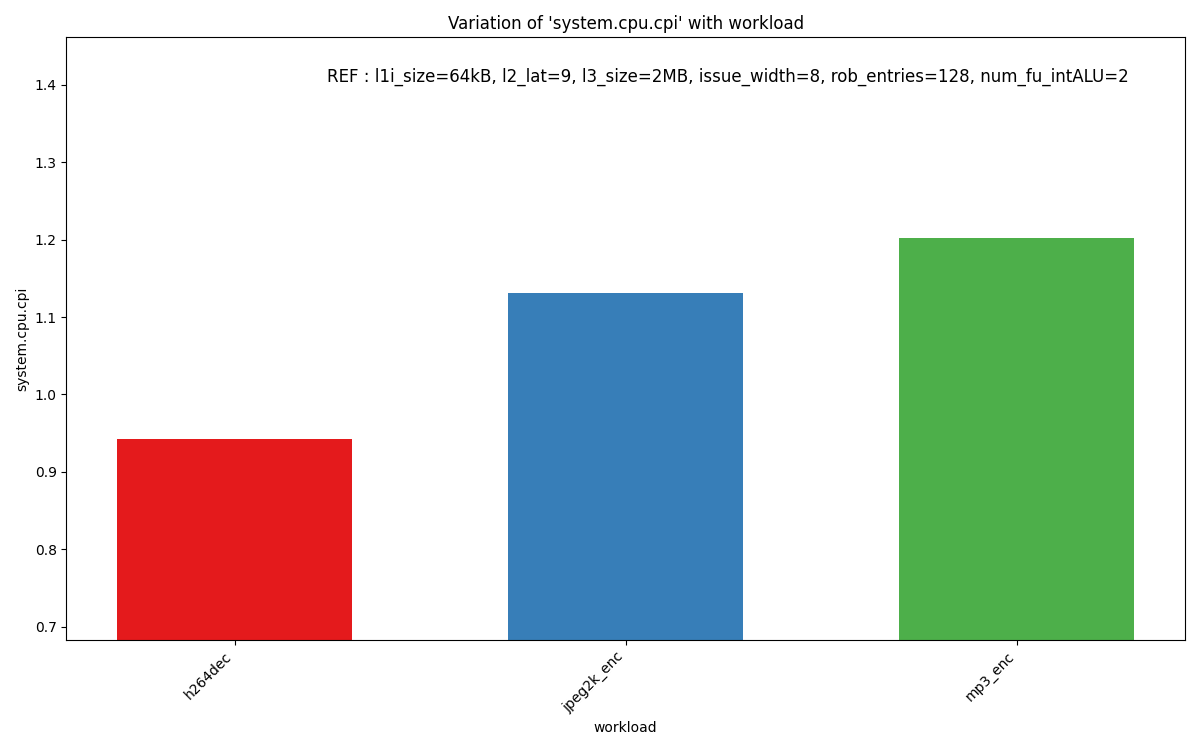 Variation of 'system.cpu.cpi' with workload
REF : l1i_size=64kB, l2_lat=9, l3_size=2MB, issue_width=8, rob_entries=128, num_fu_intALU=2
system.cpu.cpi
1.4
1.3
1.2
1.1
1.0
0.9
0.8
0.7
h264dec
jpeg2k_enc
mp3_enc
workload